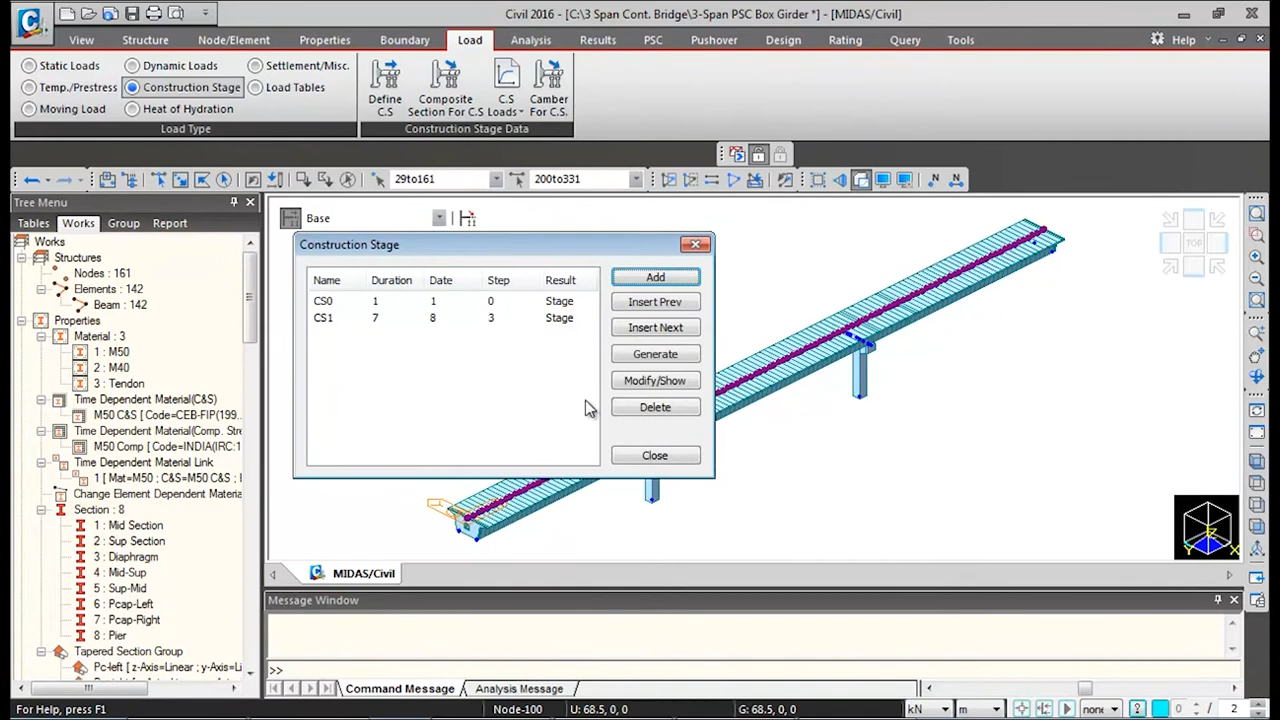 Civil 2016 - [C:\3 Span Cont. Bridge\3-Span PSC Box Girder *] - [MIDAS/Civil]
View Structure Node/Element Properties Boundary Load Analysis Results PSC Pushover Design Rating Query Tools Help
Static Loads Dynamic Loads Settlement/Misc.
Temp./Prestress Construction Stage Load Tables
Moving Load Heat of Hydration
Define C.S
Composite Section For C.S
C.S Loads
Camber For C.S.
Load Type Construction Stage Data
29to161 200to331
Tree Menu
Tables Works Group Report
Works
Structures
Nodes : 161
Elements : 142
Beam : 142
Properties
Material : 3
1 : M50
2 : M40
3 : Tendon
Time Dependent Material(C&S)
M50 C&S [ Code=CEB-FIP(199...
Time Dependent Material(Comp. Stre
M50 Comp [ Code=INDIA(IRC:1
Time Dependent Material Link
1 [ Mat=M50 ; C&S=M50 C&S ;
Change Element Dependent Materia
Section : 8
1 : Mid Section
2 : Sup Section
3 : Diaphragm
4 : Mid-Sup
5 : Sup-Mid
6 : Pcap-Left
7 : Pcap-Right
8 : Pier
Tapered Section Group
Pc-left [ z-Axis=Linear ; y-Axis=Li
Base
Construction Stage
Name Duration Date Step Result
CS0 1 1 0 Stage
CS1 7 8 3 Stage
Add
Insert Prev
Insert Next
Generate
Modify/Show
Delete
Close
TOP
Z
Y X
MIDAS/Civil
Message Window
>>
Command Message Analysis Message
For Help, press F1 Node-100 U: 68.5, 0, 0 G: 68.5, 0, 0 kN m none 0 / 2